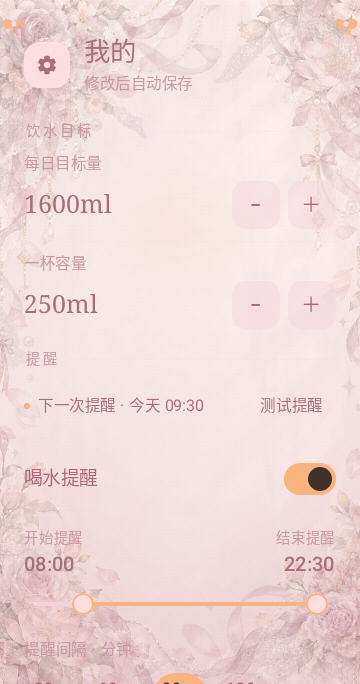 我的
修改后自动保存
饮水目标
每日目标量
1600ml
- +
一杯容量
250ml
- +
提醒
下一次提醒 · 今天 09:30 测试提醒
喝水提醒
开始提醒 结束提醒
08:00 22:30
提醒间隔 · 分钟